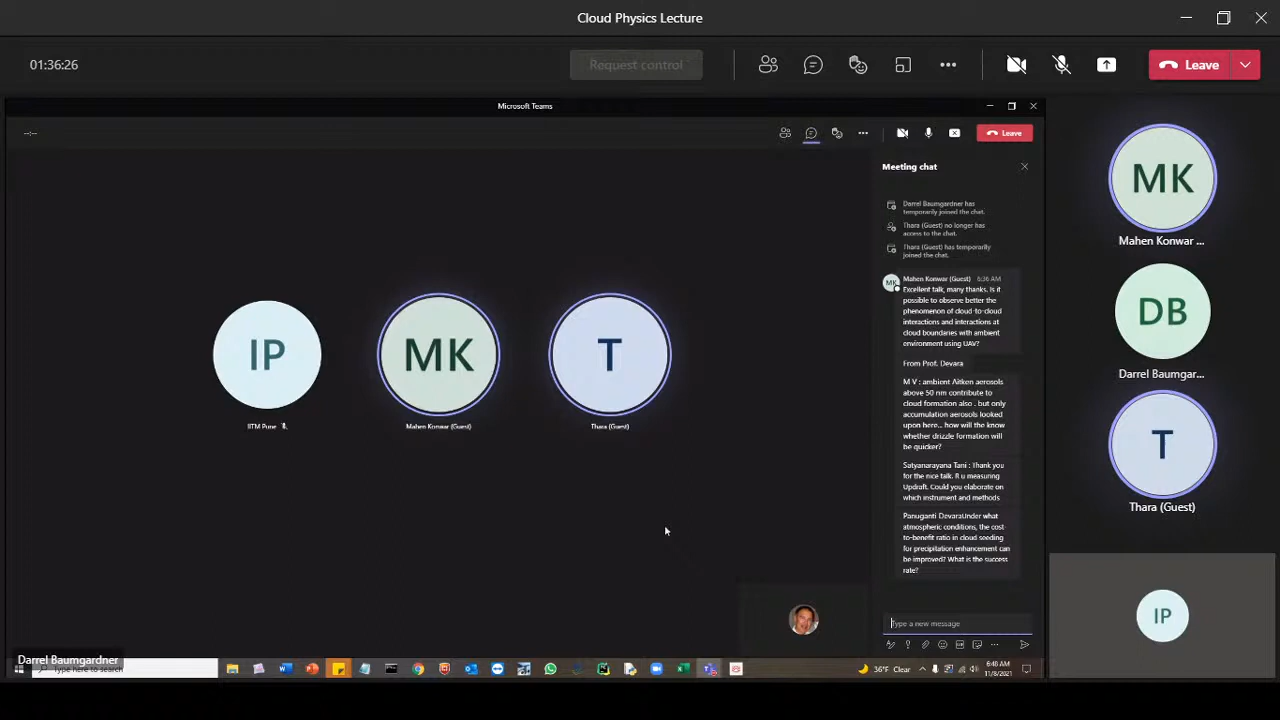 Cloud Physics Lecture
01:36:26
Request control
Leave
Microsoft Teams
--:--
Leave
Meeting chat
Darrel Baumgardner has
temporarily joined the chat.
Thara (Guest) no longer has
access to the chat.
Thara (Guest) has temporarily
joined the chat.
MK
Mahen Konwar (Guest) 6:36 AM
Excellent talk, many thanks. Is it
possible to observe better the
phenomenon of cloud-to-cloud
interactions and interactions at
cloud boundaries with ambient
environment using UAV?
From Prof. Devara
M V : ambient Aitken aerosols
above 50 nm contribute to
cloud formation also . but only
accumulation aerosols looked
upon here... how will the know
whether drizzle formation will
be quicker?
Satyanarayana Tani : Thank you
for the nice talk. R u measuring
Updraft. Could you elaborate on
which instrument and methods
Panuganti DevaraUnder what
atmospheric conditions, the cost-
to-benefit ratio in cloud seeding
for precipitation enhancement can
be improved? What is the success
rate?
Type a new message
IP
MK
T
IITM Pune
Mahen Konwar (Guest)
Thara (Guest)
MK
Mahen Konwar ...
DB
Darrel Baumgar...
T
Thara (Guest)
IP
Darrel Baumgardner
Type here to search
36°F Clear
6:48 AM
11/8/2021